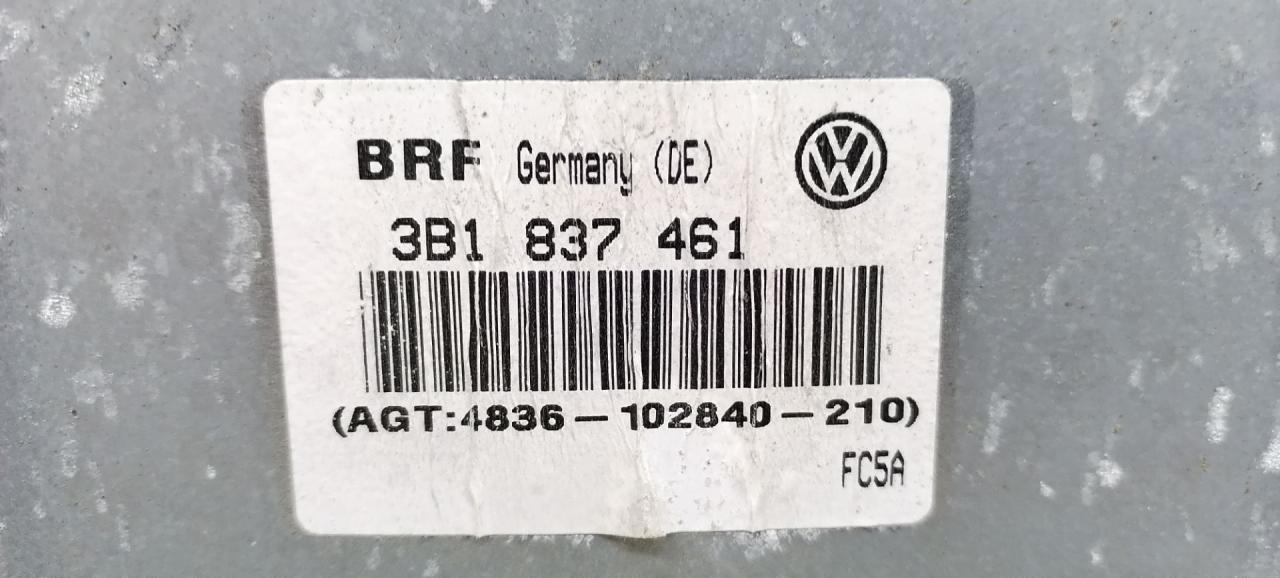 BRF Germany (DE)
3B1 837 461
(AGT:4836-102840-210)
FC5A